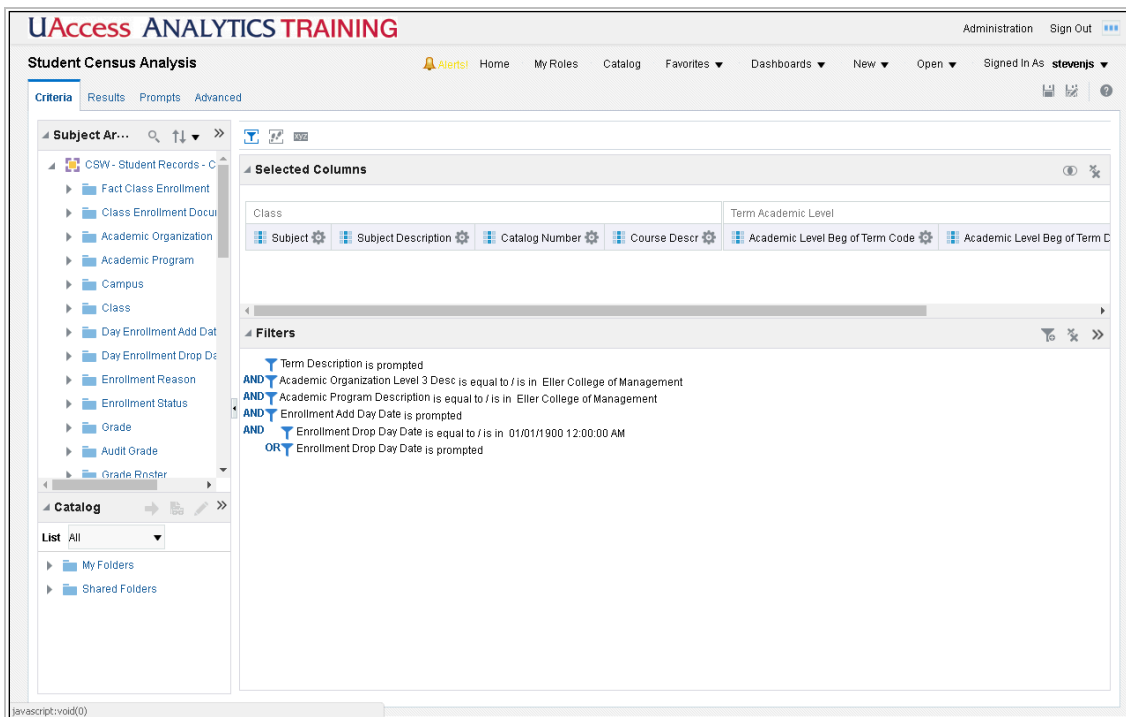 UAccess ANALYTICS TRAINING
Administration Sign Out
Student Census Analysis
Alerts! Home My Roles Catalog Favorites Dashboards New Open Signed In As stevenjs
Criteria Results Prompts Advanced
Subject Ar...
CSW - Student Records - C
Fact Class Enrollment
Class Enrollment Docu
Academic Organization
Academic Program
Campus
Class
Day Enrollment Add Dat
Day Enrollment Drop Da
Enrollment Reason
Enrollment Status
Grade
Audit Grade
Grade Roster
Catalog
List All
My Folders
Shared Folders
xyz
Selected Columns
Class Term Academic Level
Subject Subject Description Catalog Number Course Descr Academic Level Beg of Term Code Academic Level Beg of Term D
Filters
Term Description is prompted
AND Academic Organization Level 3 Desc is equal to / is in Eller College of Management
AND Academic Program Description is equal to / is in Eller College of Management
AND Enrollment Add Day Date is prompted
AND Enrollment Drop Day Date is equal to / is in 01/01/1900 12:00:00 AM
OR Enrollment Drop Day Date is prompted
javascript:void(0)